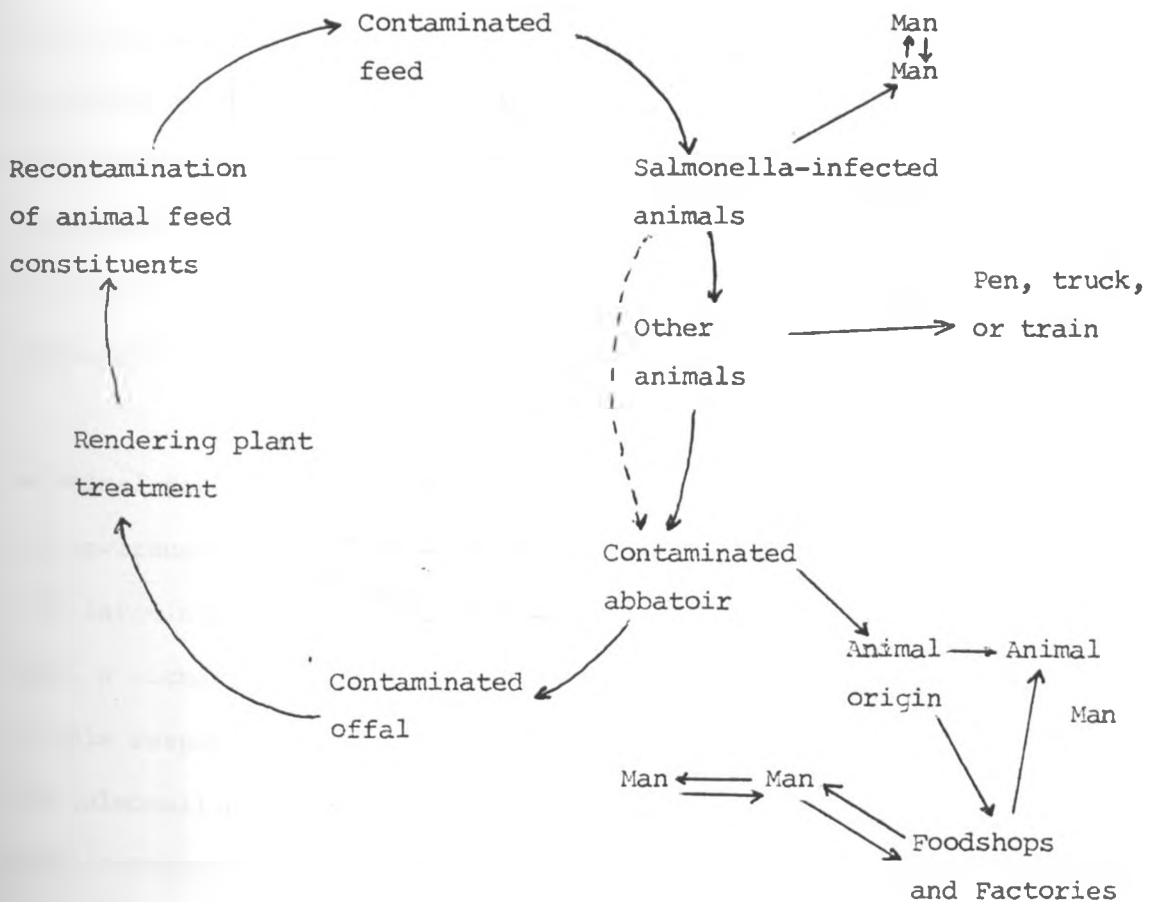 Contaminated
feed
Man
Man
Recontamination
of animal feed
constituents
Salmonella-infected
animals
Pen, truck,
or train
Other
animals
Rendering plant
treatment
Contaminated
abbatoir
Animal
origin
Animal
Man
Contaminated
offal
Man
Man
Foodshops
and Factories